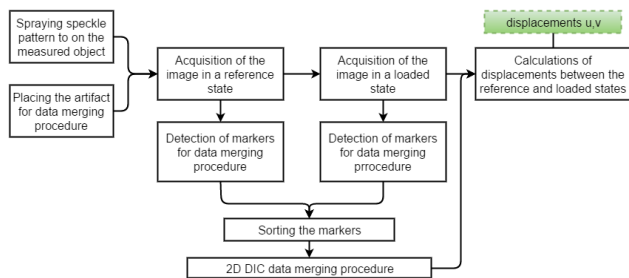 Spraying speckle
pattern to on the
measured object
Placing the artifact
for data merging
procedure
Acquisition of the
image in a reference
state
Acquisition of the
image in a loaded
state
displacements u,v
Calculations of
displacements between the
reference and loaded states
Detection of markers
for data merging
procedure
Detection of markers
for data merging
procedure
Sorting the markers
2D DIC data merging procedure